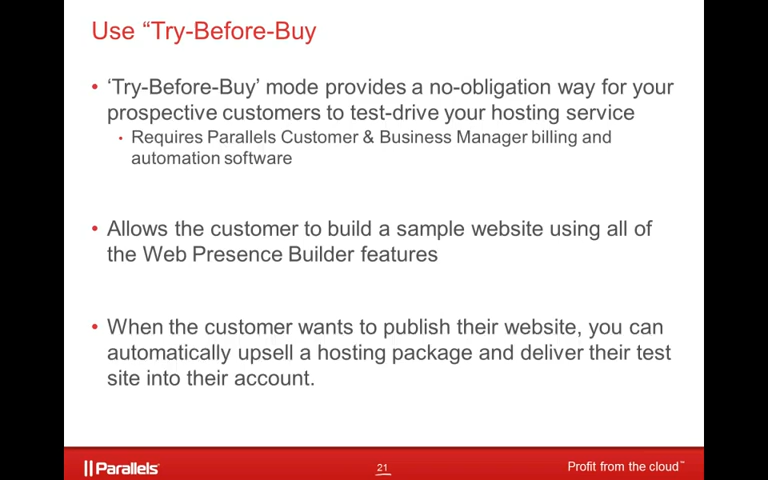 Use “Try-Before-Buy
• ‘Try-Before-Buy’ mode provides a no-obligation way for your
prospective customers to test-drive your hosting service
• Requires Parallels Customer & Business Manager billing and
automation software
• Allows the customer to build a sample website using all of
the Web Presence Builder features
• When the customer wants to publish their website, you can
automatically upsell a hosting package and deliver their test
site into their account.
Parallels®
21
Profit from the cloud™